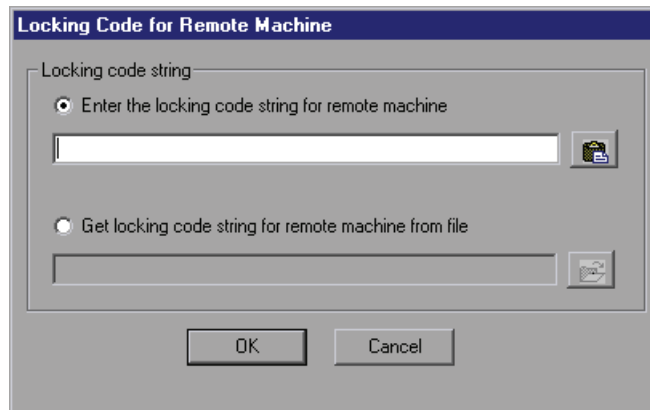 Locking Code for Remote Machine
Locking code string
Enter the locking code string for remote machine
Get locking code string for remote machine from file
OK
Cancel